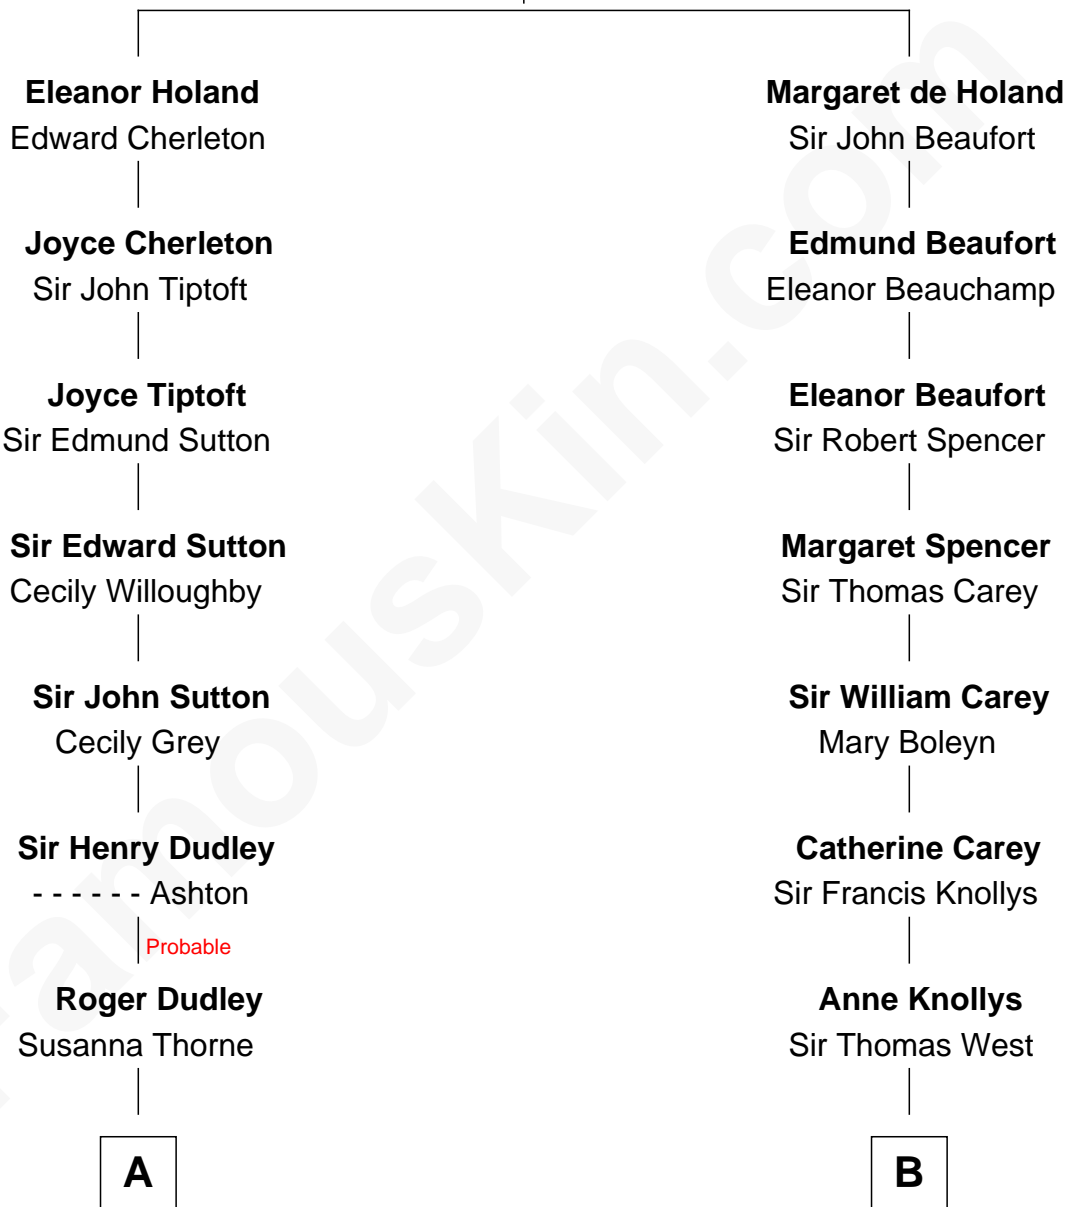 Eleanor Holand
Edward Cherleton
Joyce Cherleton
Sir John Tiptoft
Joyce Tiptoft
Sir Edmund Sutton
Sir Edward Sutton
Cecily Willoughby
Sir John Sutton
Cecily Grey
Sir Henry Dudley
- - - - - - Ashton
Probable
Roger Dudley
Susanna Thorne
A
Margaret de Holand
Sir John Beaufort
Edmund Beaufort
Eleanor Beauchamp
Eleanor Beaufort
Sir Robert Spencer
Margaret Spencer
Sir Thomas Carey
Sir William Carey
Mary Boleyn
Catherine Carey
Sir Francis Knollys
Anne Knollys
Sir Thomas West
B
FamousKin.com